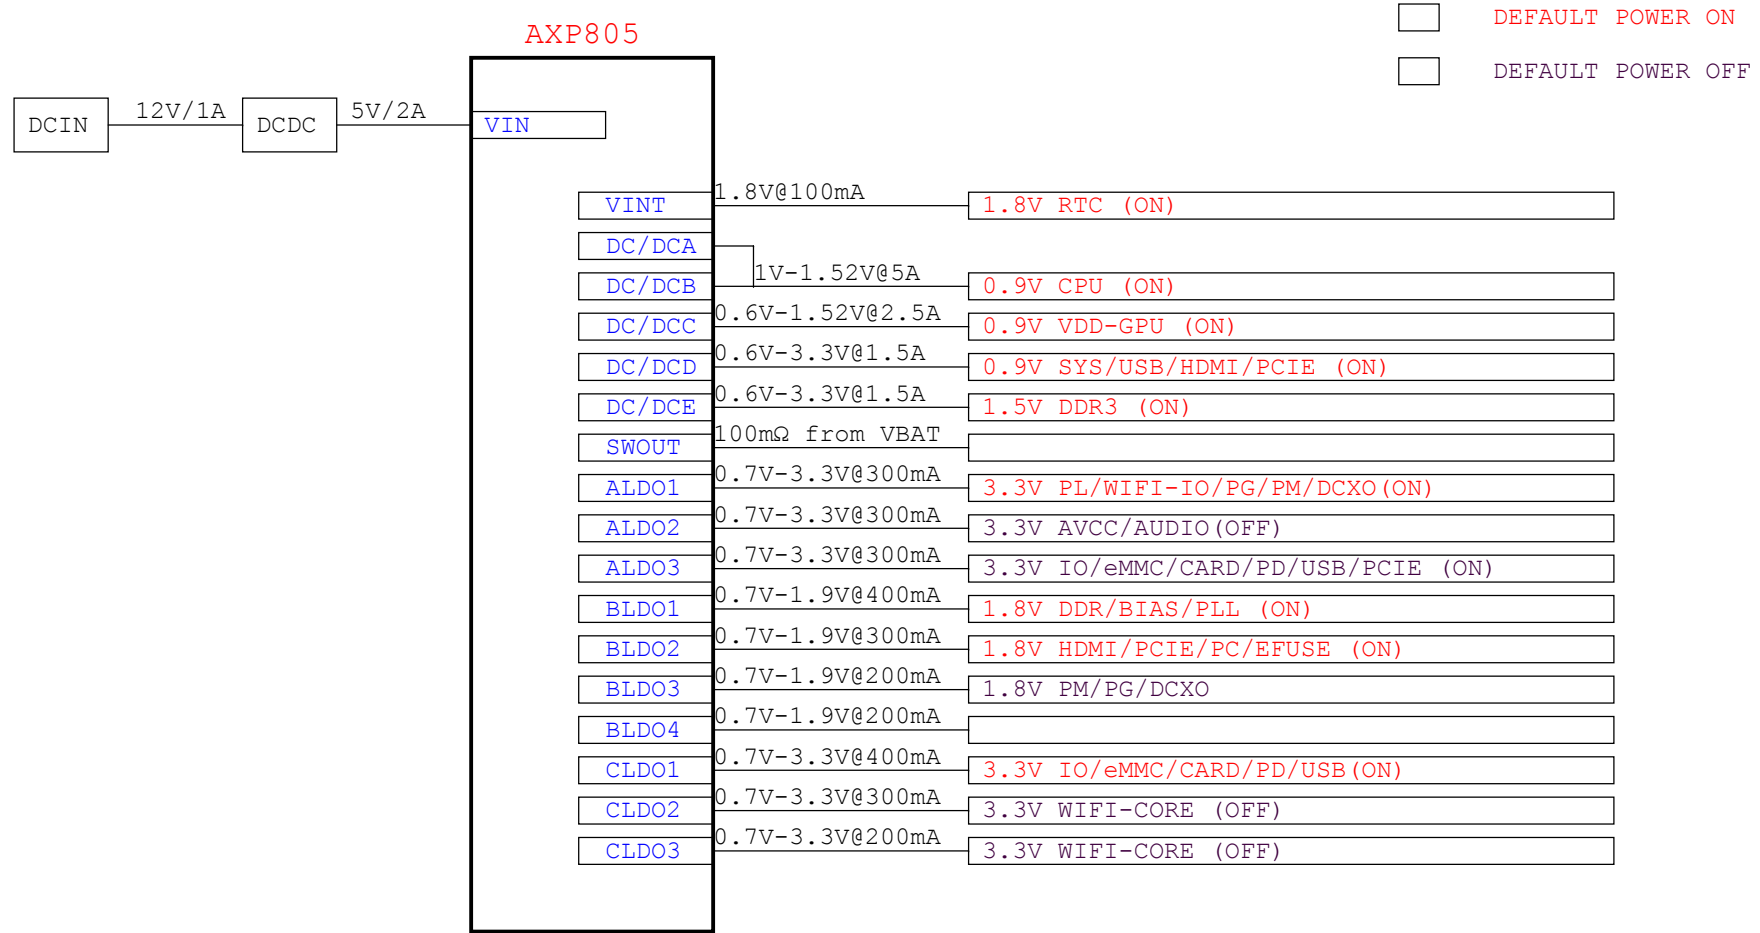 DEFAULT POWER ON
AXP805
DEFAULT POWER OFF
DCIN 12V/1A DCDC 5V/2A VIN
VINT 1.8V@100mA 1.8V RTC (ON)
DC/DCA
DC/DCB 1V-1.52V@5A 0.9V CPU (ON)
DC/DCC 0.6V-1.52V@2.5A 0.9V VDD-GPU (ON)
DC/DCD 0.6V-3.3V@1.5A 0.9V SYS/USB/HDMI/PCIE (ON)
DC/DCE 0.6V-3.3V@1.5A 1.5V DDR3 (ON)
SWOUT 100mΩ from VBAT
ALDO1 0.7V-3.3V@300mA 3.3V PL/WIFI-IO/PG/PM/DCXO(ON)
ALDO2 0.7V-3.3V@300mA 3.3V AVCC/AUDIO(OFF)
ALDO3 0.7V-3.3V@300mA 3.3V IO/eMMC/CARD/PD/USB/PCIE (ON)
BLDO1 0.7V-1.9V@400mA 1.8V DDR/BIAS/PLL (ON)
BLDO2 0.7V-1.9V@300mA 1.8V HDMI/PCIE/PC/EFUSE (ON)
BLDO3 0.7V-1.9V@200mA 1.8V PM/PG/DCXO
BLDO4 0.7V-1.9V@200mA
CLDO1 0.7V-3.3V@400mA 3.3V IO/eMMC/CARD/PD/USB(ON)
CLDO2 0.7V-3.3V@300mA 3.3V WIFI-CORE (OFF)
CLDO3 0.7V-3.3V@200mA 3.3V WIFI-CORE (OFF)